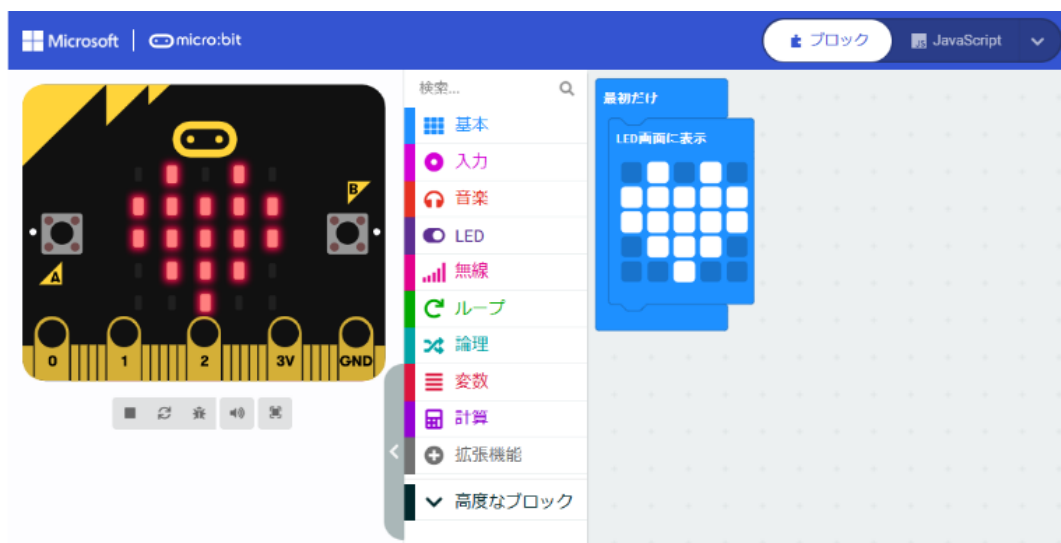 Microsoft micro:bit ブロック JavaScript
検索...
基本
入力
音楽
LED
無線
ループ
論理
変数
計算
拡張機能
高度なブロック
B
A
0 1 2 3V GND
最初だけ
LED画面に表示